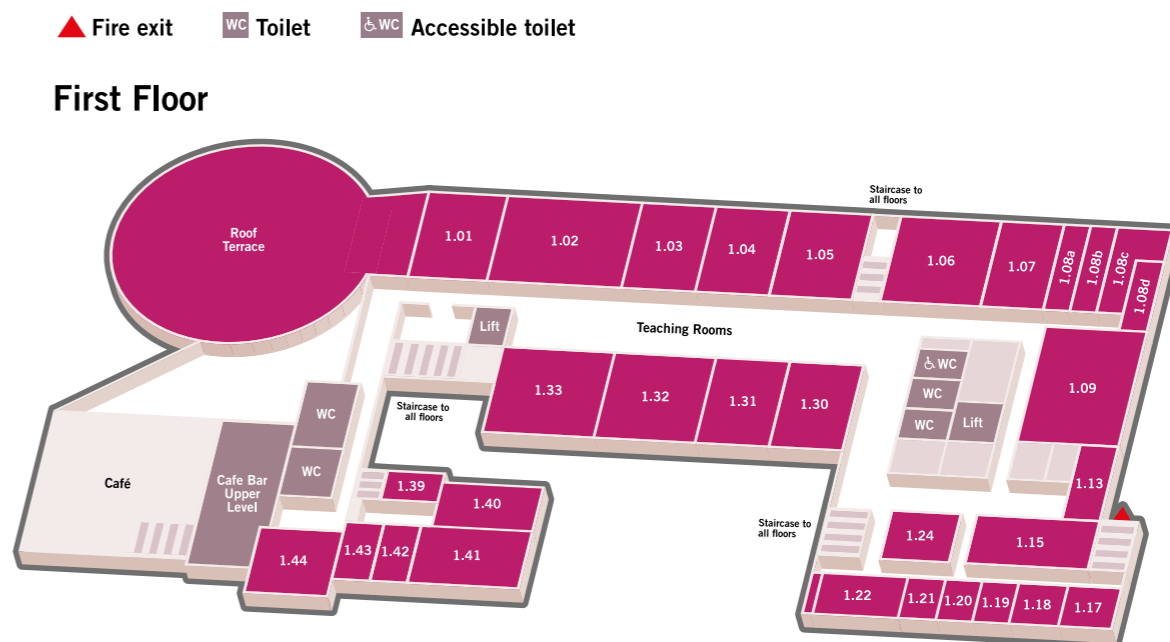 Fire exit
WC Toilet
WC Accessible toilet
First Floor
Staircase to
all floors
Roof
Terrace
1.01
1.02
1.03
1.04
1.05
1.06
1.07
1.08a
1.08b
1.08c
1.08d
Lift
Teaching Rooms
1.09
WC
WC
WC
Lift
1.33
1.32
1.31
1.30
Staircase to
all floors
WC
WC
Café
Cafe Bar
Upper
Level
1.39
1.40
1.13
1.44
1.43
1.42
1.41
Staircase to
all floors
1.24
1.15
1.22
1.21
1.20
1.19
1.18
1.17